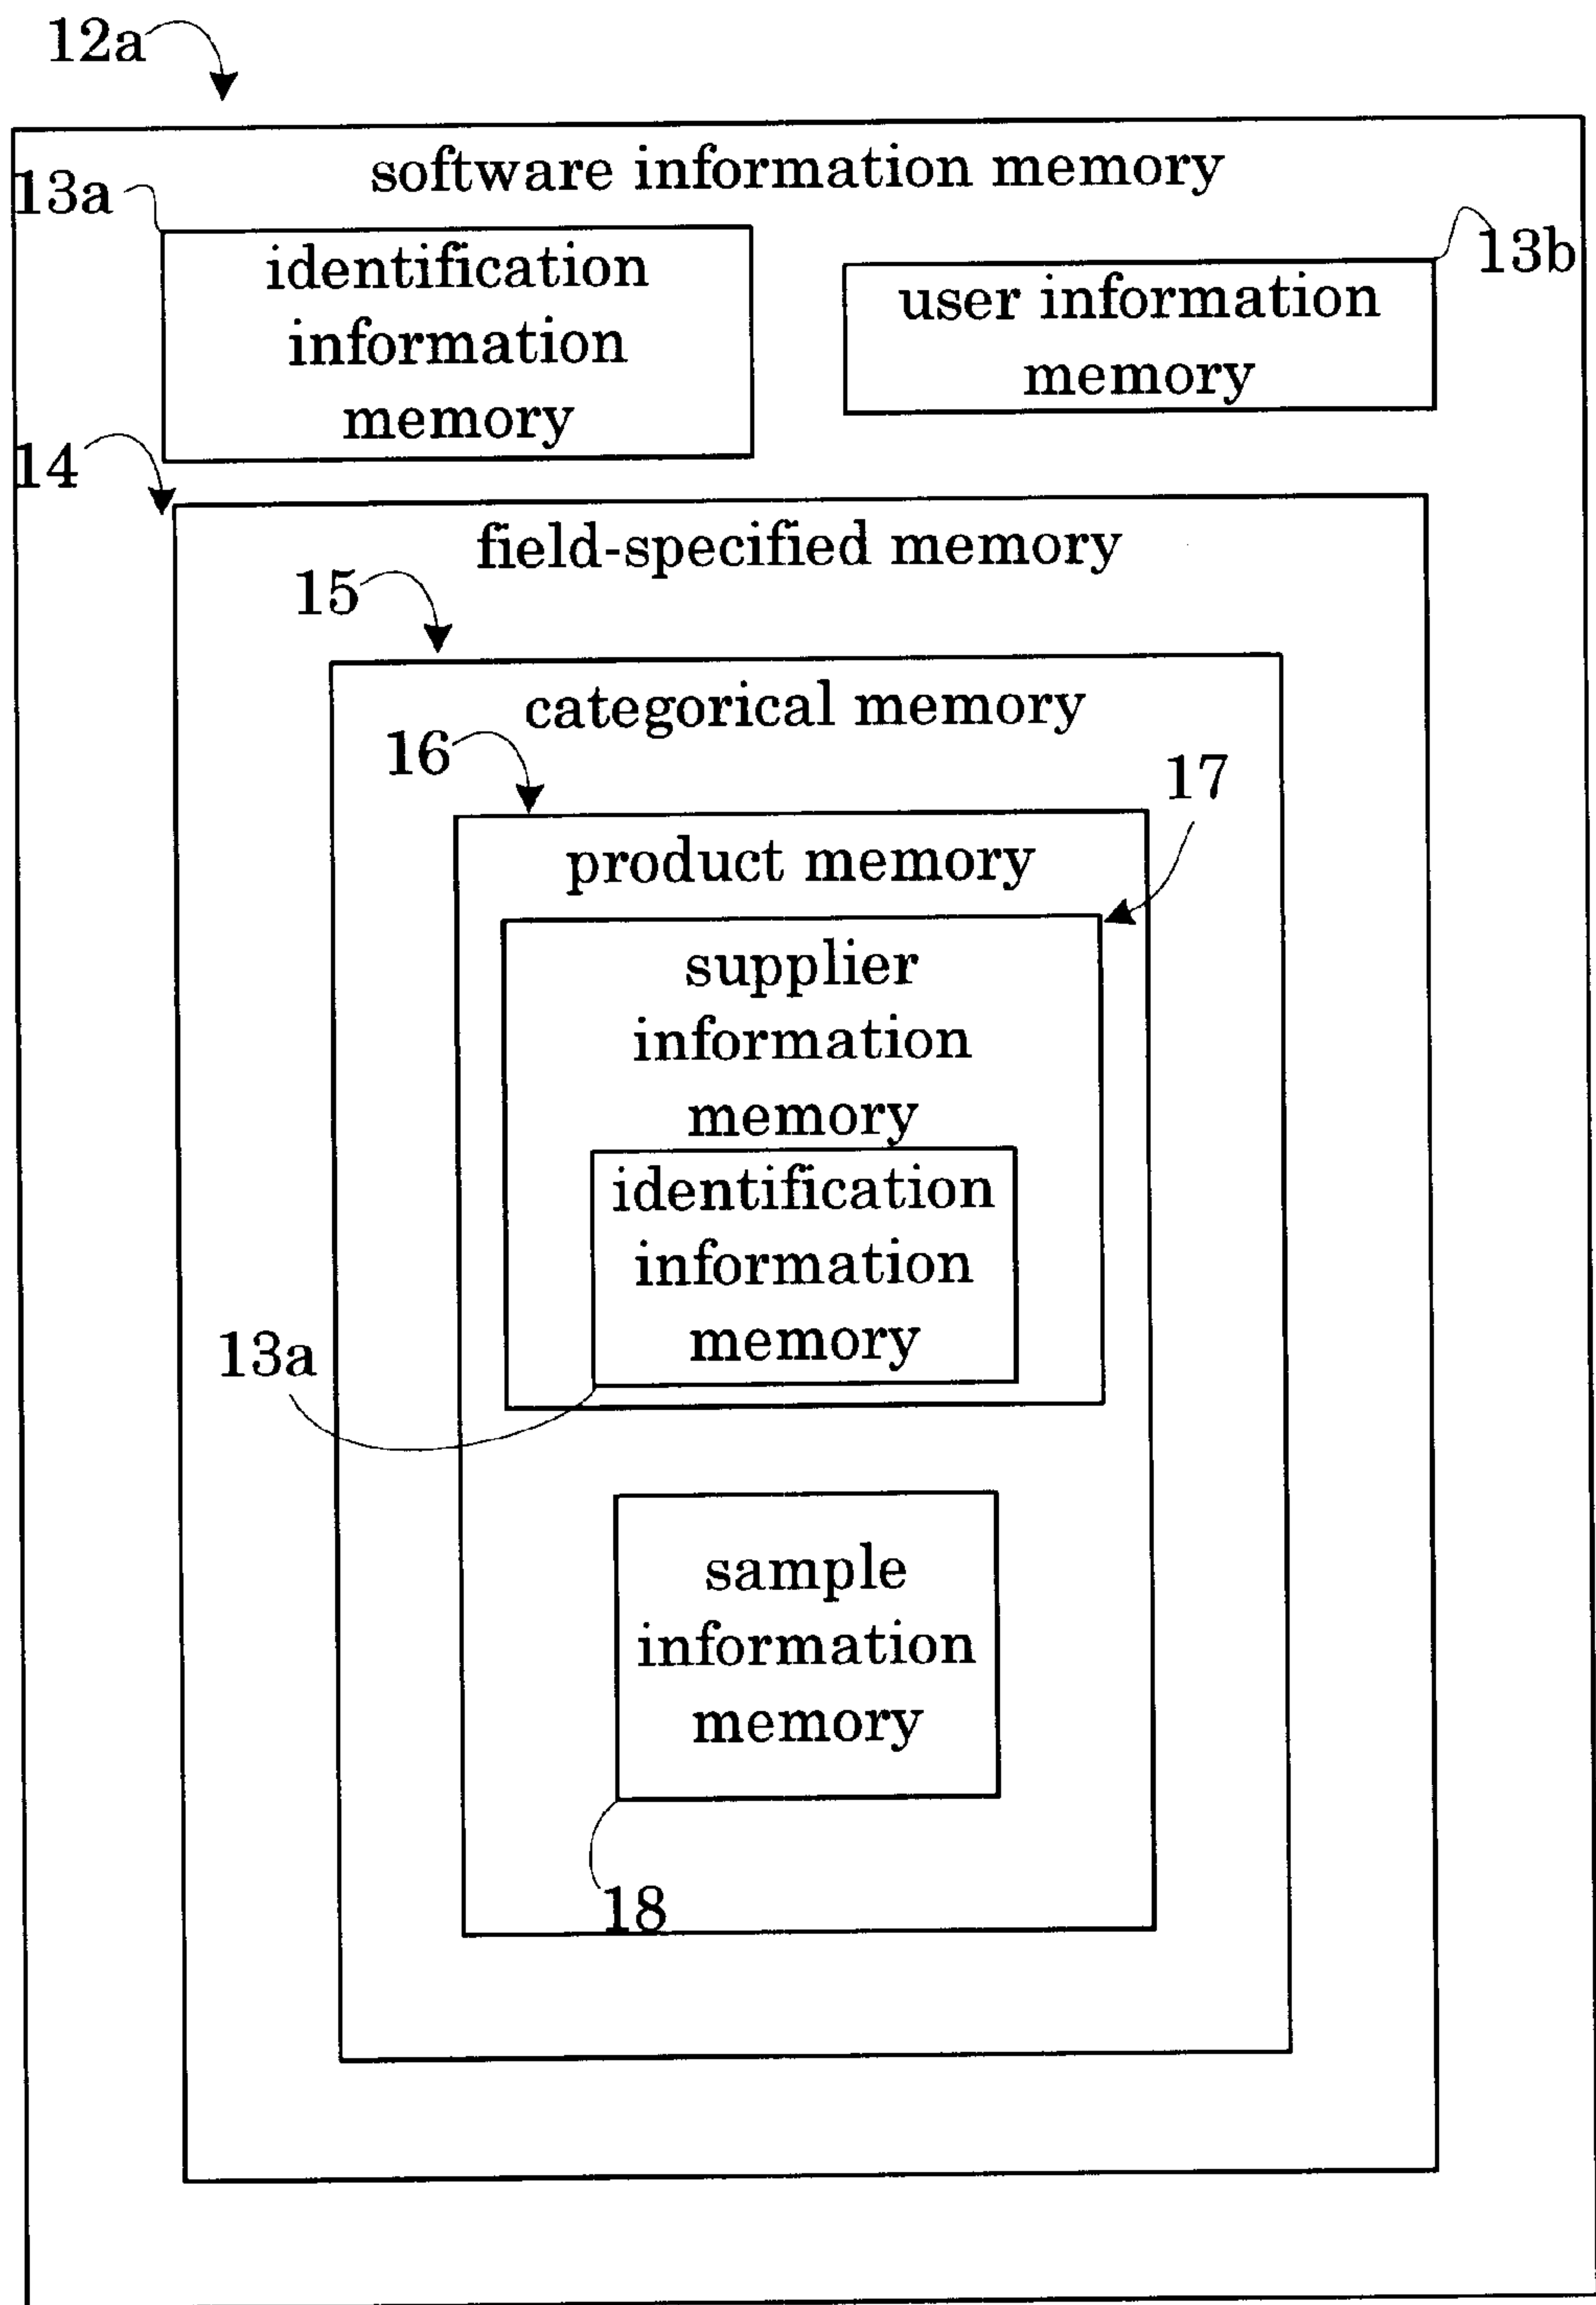 12a
software information memory
13a
identification
information
memory
13b
user information
memory
14
field-specified memory
15
categorical memory
16
17
product memory
supplier
information
memory
identification
information
memory
13a
sample
information
memory
18